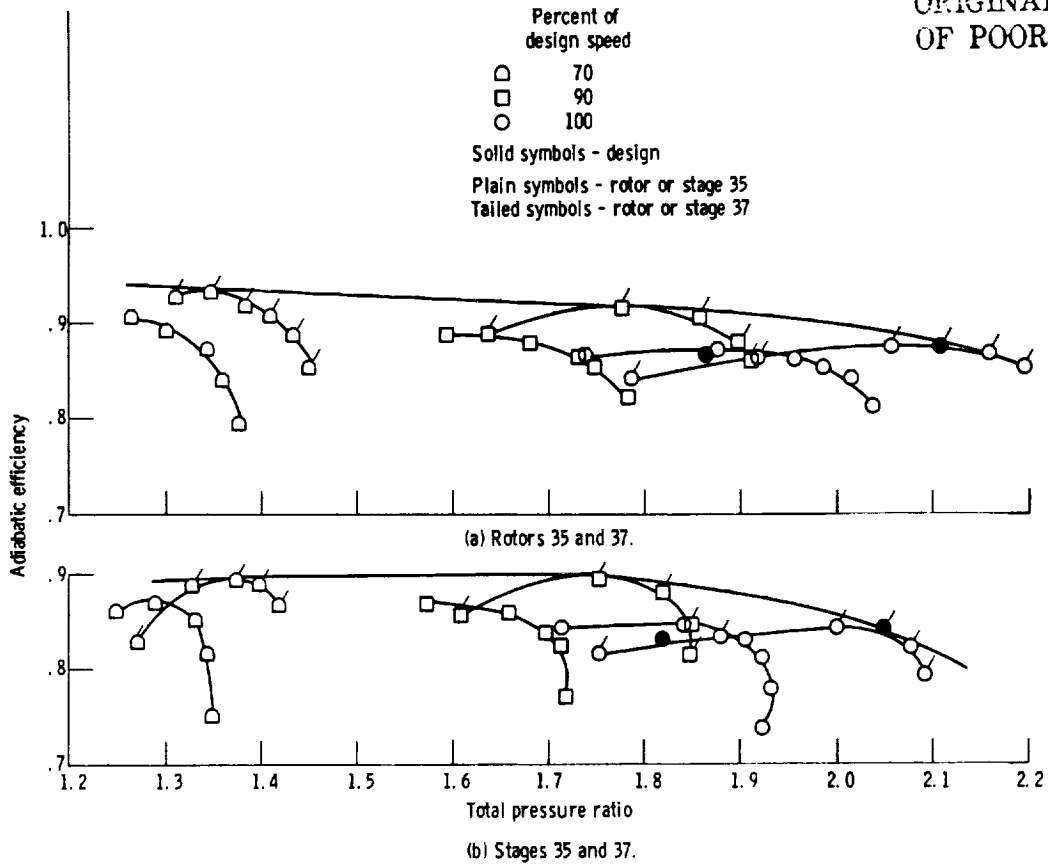 ORIGINAL
OF POOR
Percent of
design speed
70
90
100
Solid symbols - design
Plain symbols - rotor or stage 35
Tailed symbols - rotor or stage 37
Adiabatic efficiency
1.0
.9
.8
.7
(a) Rotors 35 and 37.
.9
.8
.7
1.2 1.3 1.4 1.5 1.6 1.7 1.8 1.9 2.0 2.1 2.2
Total pressure ratio
(b) Stages 35 and 37.